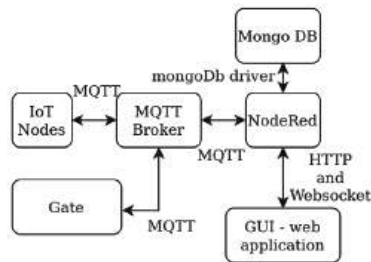 Mongo DB
mongoDb driver
MQTT
IoT
Nodes
MQTT
Broker
NodeRed
MQTT
HTTP
and
Websocket
Gate
MQTT
GUI - web
application